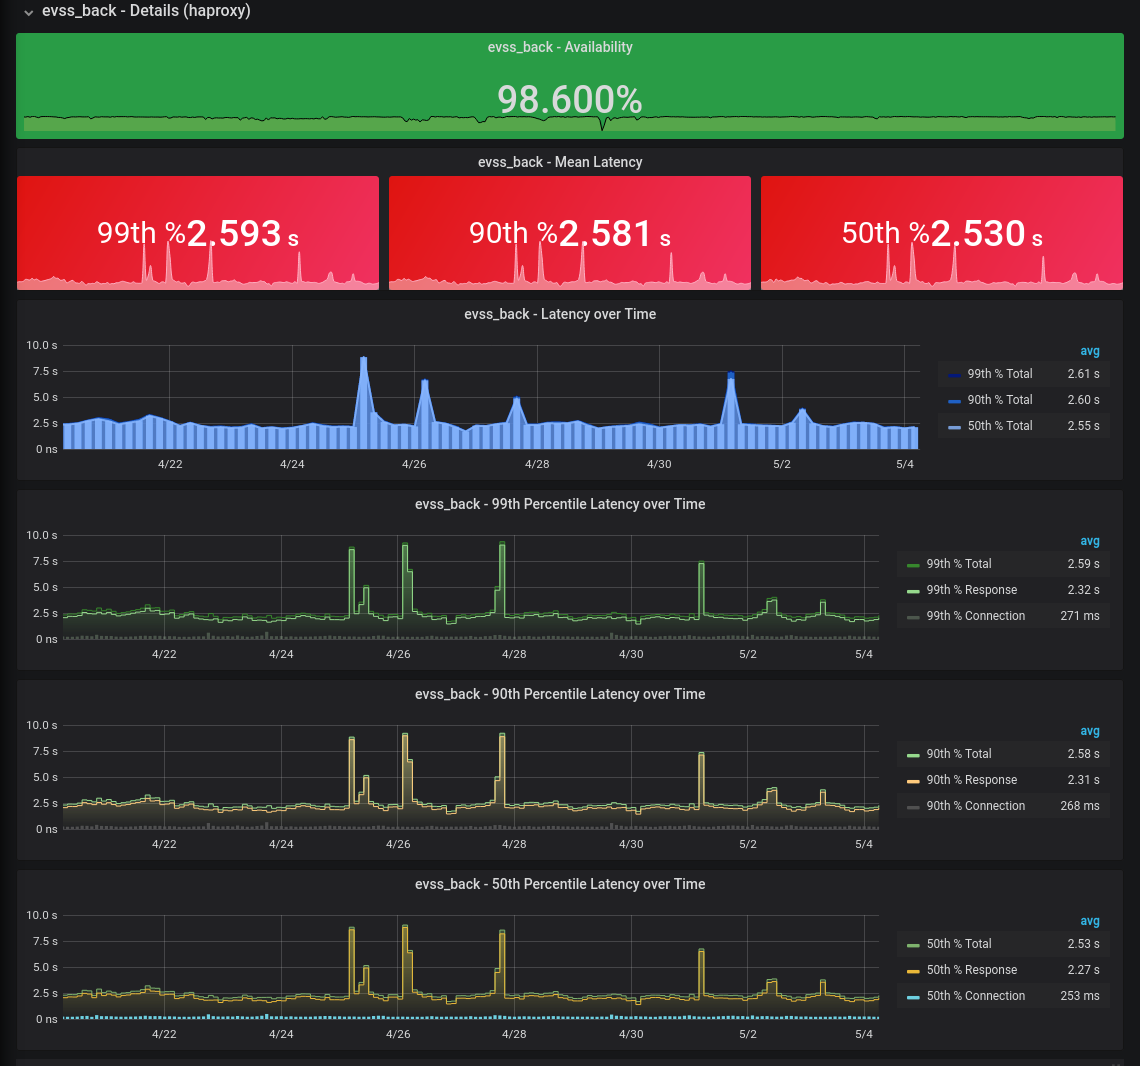 evss_back - Details (haproxy)
evss_back - Availability
98.600%
evss_back - Mean Latency
99th %2.593 s
90th %2.581 s
50th %2.530 s
evss_back - Latency over Time
10.0 s
7.5 s
5.0 s
2.5 s
0 ns
4/22 4/24 4/26 4/28 4/30 5/2 5/4
avg
99th % Total 2.61 s
90th % Total 2.60 s
50th % Total 2.55 s
evss_back - 99th Percentile Latency over Time
10.0 s
7.5 s
5.0 s
2.5 s
0 ns
4/22 4/24 4/26 4/28 4/30 5/2 5/4
avg
99th % Total 2.59 s
99th % Response 2.32 s
99th % Connection 271 ms
evss_back - 90th Percentile Latency over Time
10.0 s
7.5 s
5.0 s
2.5 s
0 ns
4/22 4/24 4/26 4/28 4/30 5/2 5/4
avg
90th % Total 2.58 s
90th % Response 2.31 s
90th % Connection 268 ms
evss_back - 50th Percentile Latency over Time
10.0 s
7.5 s
5.0 s
2.5 s
0 ns
4/22 4/24 4/26 4/28 4/30 5/2 5/4
avg
50th % Total 2.53 s
50th % Response 2.27 s
50th % Connection 253 ms